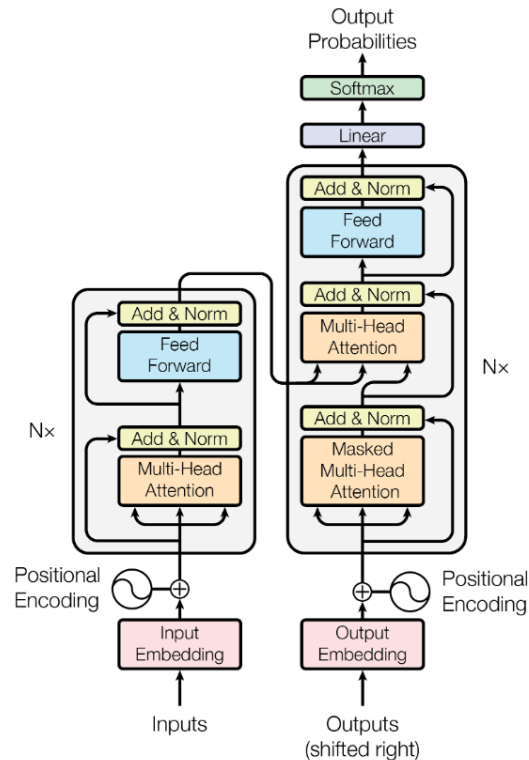 Output
Probabilities
Softmax
Linear
Add & Norm
Feed
Forward
Add & Norm
Multi-Head
Attention
Add & Norm
Masked
Multi-Head
Attention
N×
Add & Norm
Feed
Forward
Add & Norm
Multi-Head
Attention
N×
Positional
Encoding
Positional
Encoding
Input
Embedding
Output
Embedding
Inputs
Outputs
(shifted right)